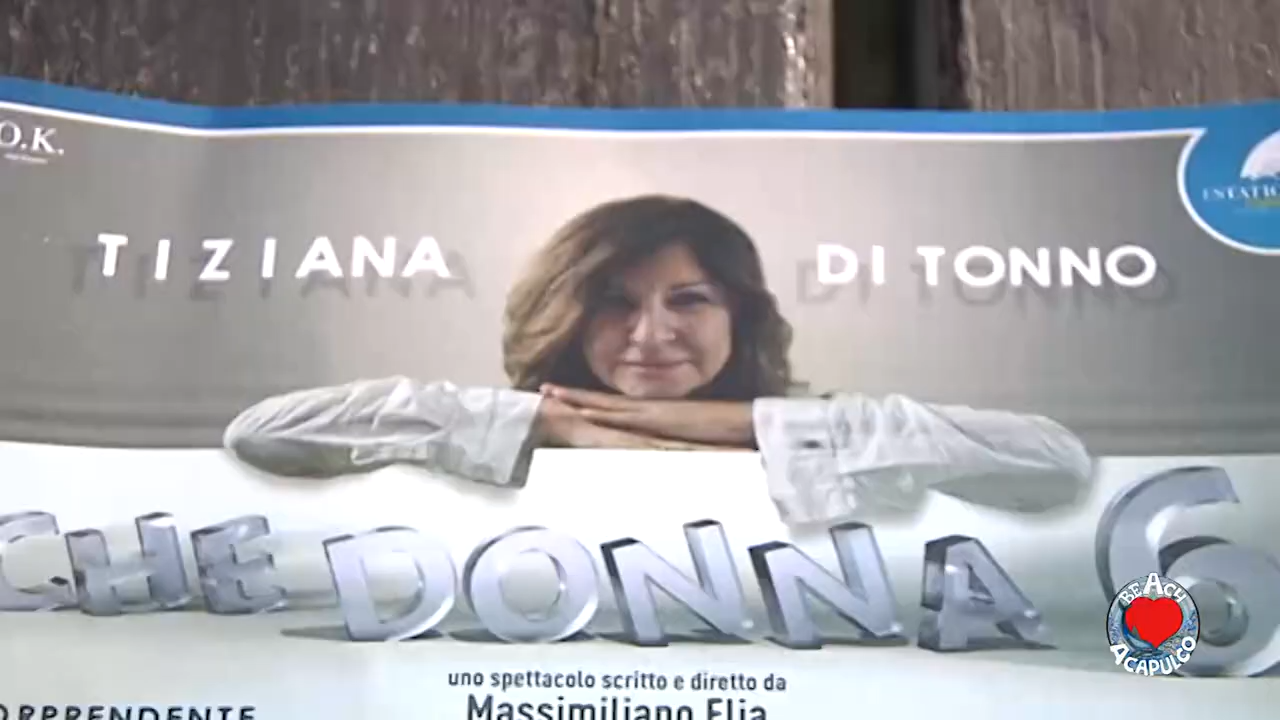 O.K.
TIZIANA DI TONNO
CHE DONNA 6
uno spettacolo scritto e diretto da
Massimiliano Elia
BEACH
ACAPULCO